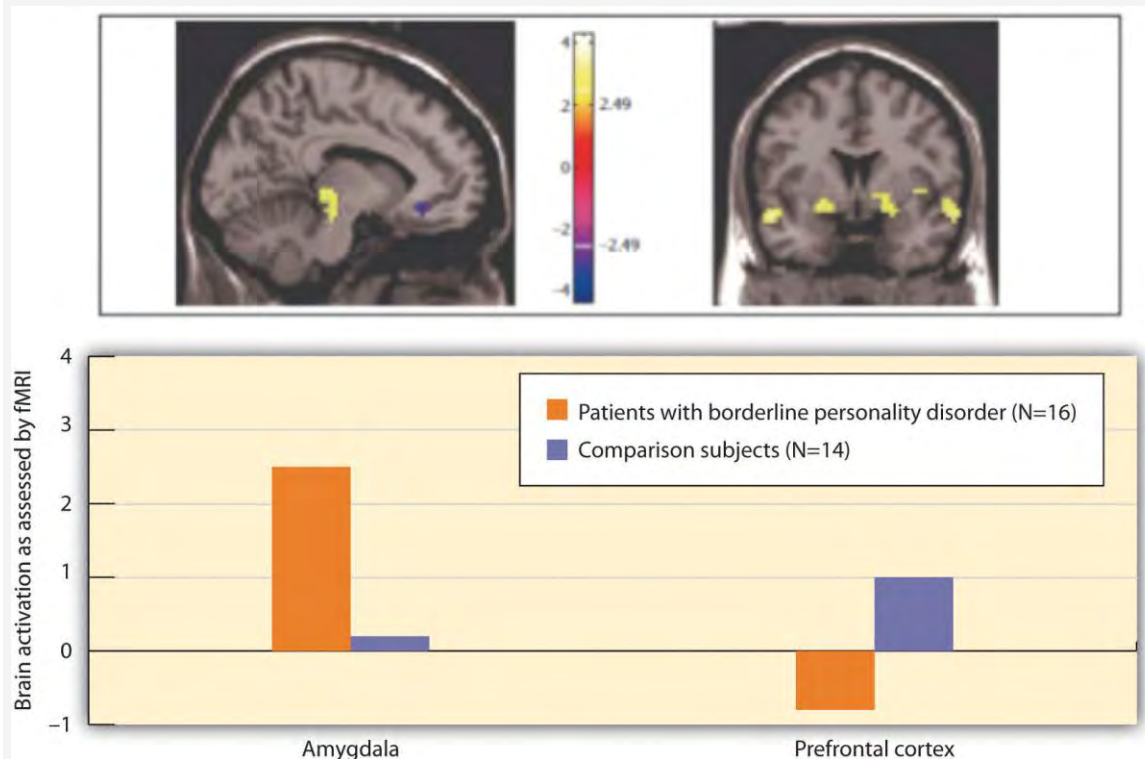 4
2
2.49
0
-2
-2.49
-4
Brain activation as assessed by fMRI
4
3
2
1
0
–1
Patients with borderline personality disorder (N=16)
Comparison subjects (N=14)
Amygdala
Prefrontal cortex